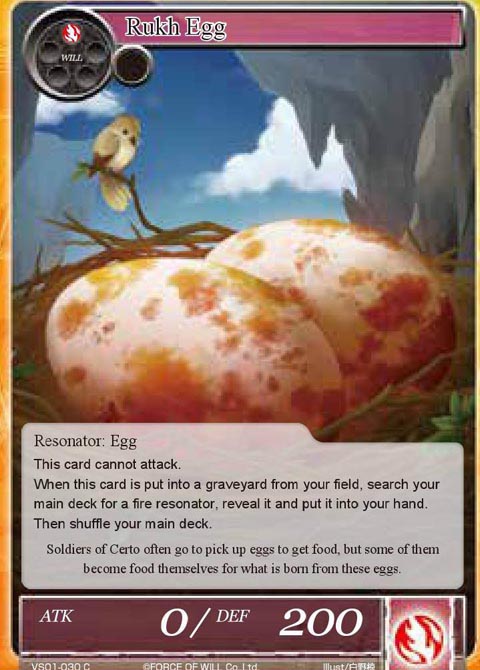 Rukh Egg
WILL
Resonator: Egg
This card cannot attack.
When this card is put into a graveyard from your field, search your
main deck for a fire resonator, reveal it and put it into your hand.
Then shuffle your main deck.
Soldiers of Certo often go to pick up eggs to get food, but some of them
become food themselves for what is born from these eggs.
ATK 0/ DEF 200
VS01-030 C ©FORCE OF WILL Co.,Ltd. Illust/白野桜